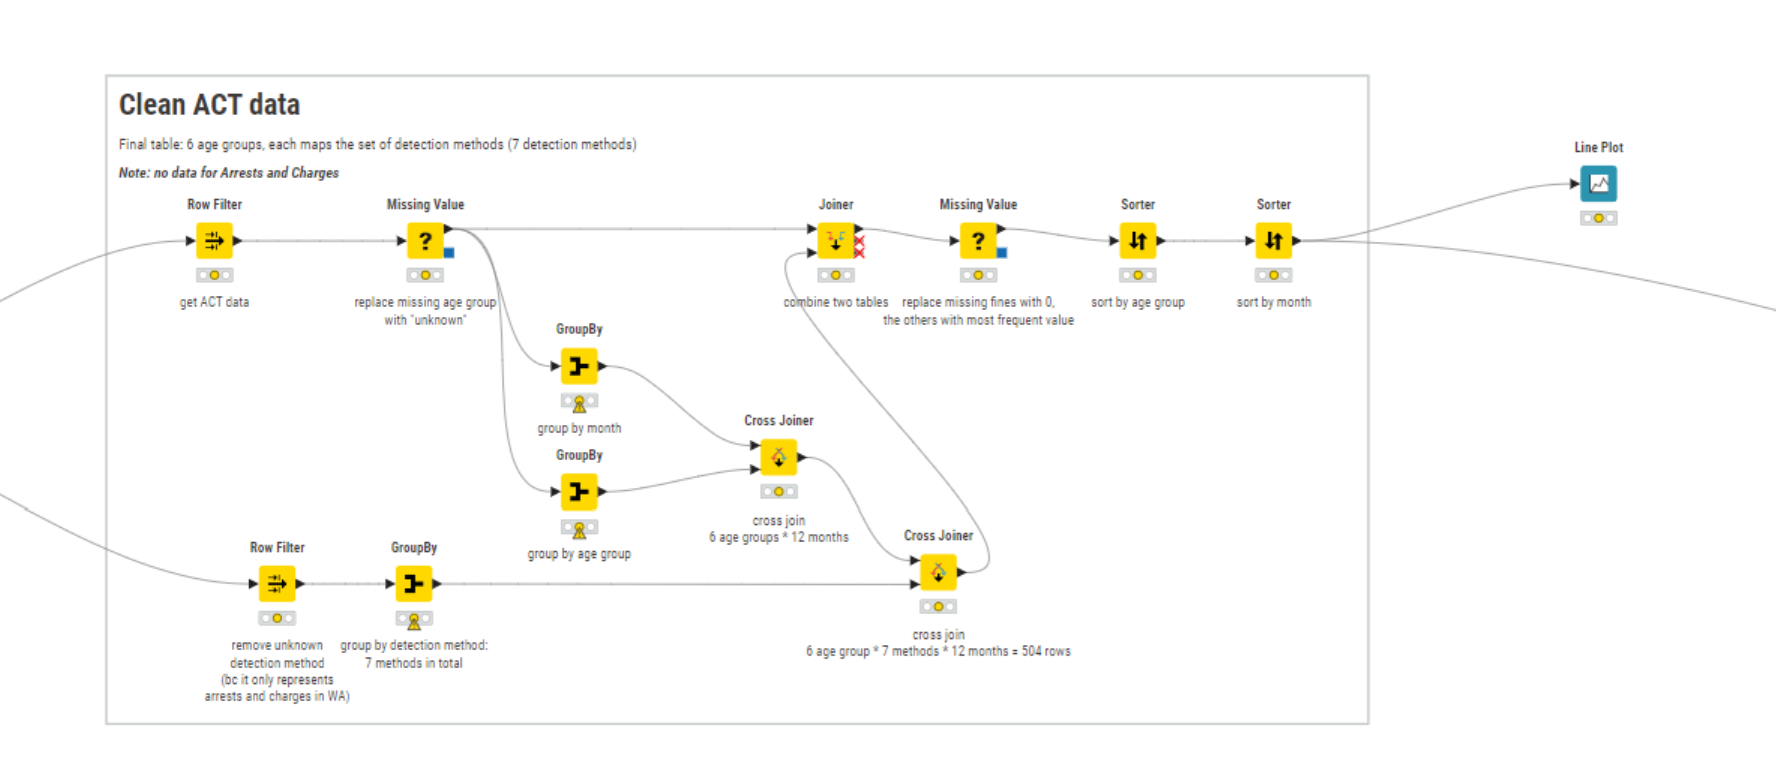 Clean ACT data
Final table: 6 age groups, each maps the set of detection methods (7 detection methods)
Note: no data for Arrests and Charges
Row Filter
get ACT data
Missing Value
replace missing age group
with "unknown"
Joiner
combine two tables
Missing Value
replace missing fines with 0,
the others with most frequent value
Sorter
sort by age group
Sorter
sort by month
Line Plot
GroupBy
group by month
GroupBy
group by age group
Cross Joiner
cross join
6 age groups * 12 months
Row Filter
remove unknown
detection method
(bc it only represents
arrests and charges in WA)
GroupBy
group by detection method:
7 methods in total
Cross Joiner
cross join
6 age group * 7 methods * 12 months = 504 rows